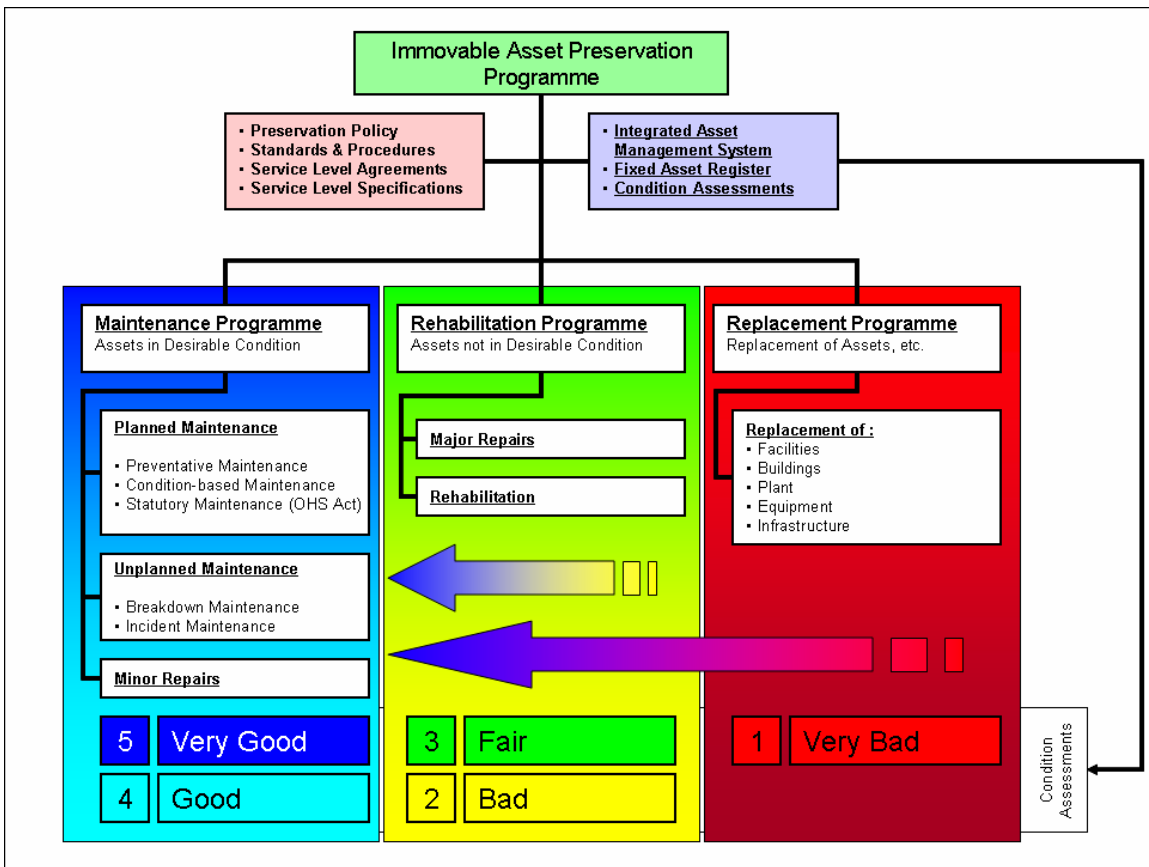 Immovable Asset Preservation
Programme
• Preservation Policy
• Standards & Procedures
• Service Level Agreements
• Service Level Specifications
• Integrated Asset
Management System
• Fixed Asset Register
• Condition Assessments
Maintenance Programme
Assets in Desirable Condition
Planned Maintenance
• Preventative Maintenance
• Condition-based Maintenance
• Statutory Maintenance (OHS Act)
Unplanned Maintenance
• Breakdown Maintenance
• Incident Maintenance
Minor Repairs
5 Very Good
4 Good
Rehabilitation Programme
Assets not in Desirable Condition
Major Repairs
Rehabilitation
3 Fair
2 Bad
Replacement Programme
Replacement of Assets, etc.
Replacement of :
• Facilities
• Buildings
• Plant
• Equipment
• Infrastructure
1 Very Bad
Condition
Assessments